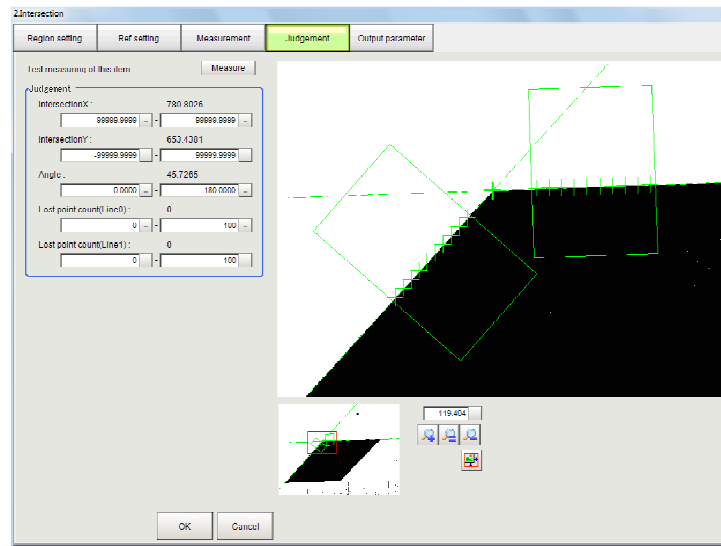 2.Intersection
Region setting Ref setting Measurement Judgement Output parameter
Test measuring of this item Measure
Judgement
IntersectionX : 780.8026
99999.9999 ... - 99999.9999 ...
IntersectionY : 653.4381
-99999.9999 - 99999.9999
Angle : 45.7265
0.0000 ... - 180.0000 ...
Lost point count(Line0) : 0
0 ... - 100 ...
Lost point count(Line1) : 0
0 - 100
119.404
OK Cancel